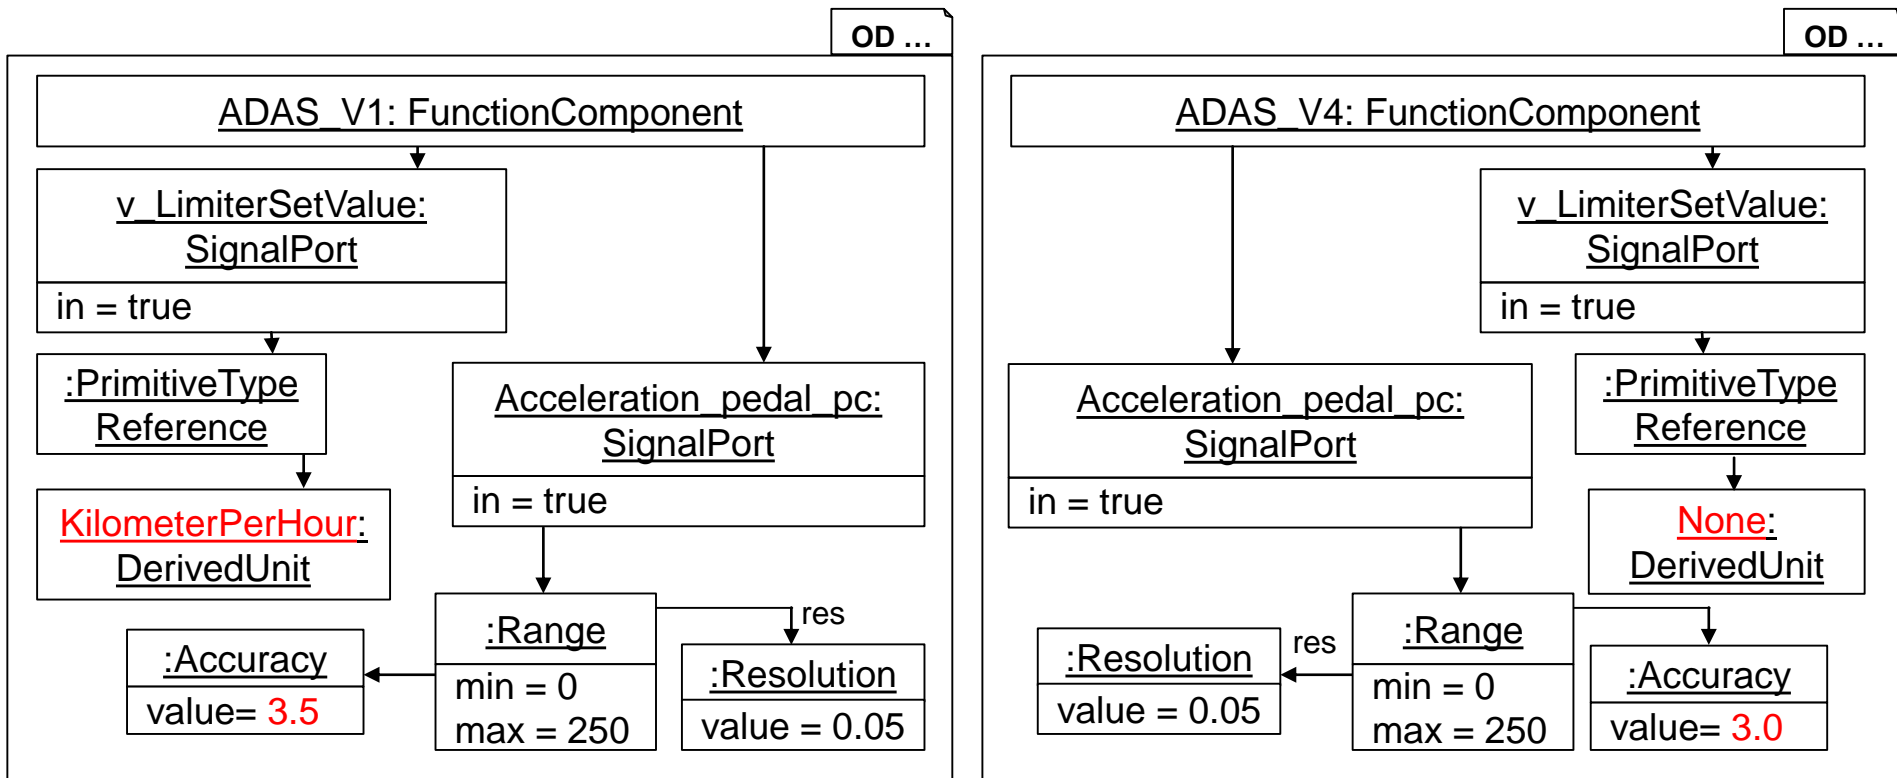 OD ...
ADAS_V1: FunctionComponent
v_LimiterSetValue:
SignalPort
in = true
:PrimitiveType
Reference
KilometerPerHour:
DerivedUnit
Acceleration_pedal_pc:
SignalPort
in = true
:Range
min = 0
max = 250
res
:Accuracy
value= 3.5
:Resolution
value = 0.05
OD ...
ADAS_V4: FunctionComponent
v_LimiterSetValue:
SignalPort
in = true
:PrimitiveType
Reference
None:
DerivedUnit
Acceleration_pedal_pc:
SignalPort
in = true
:Range
min = 0
max = 250
res
:Resolution
value = 0.05
:Accuracy
value= 3.0